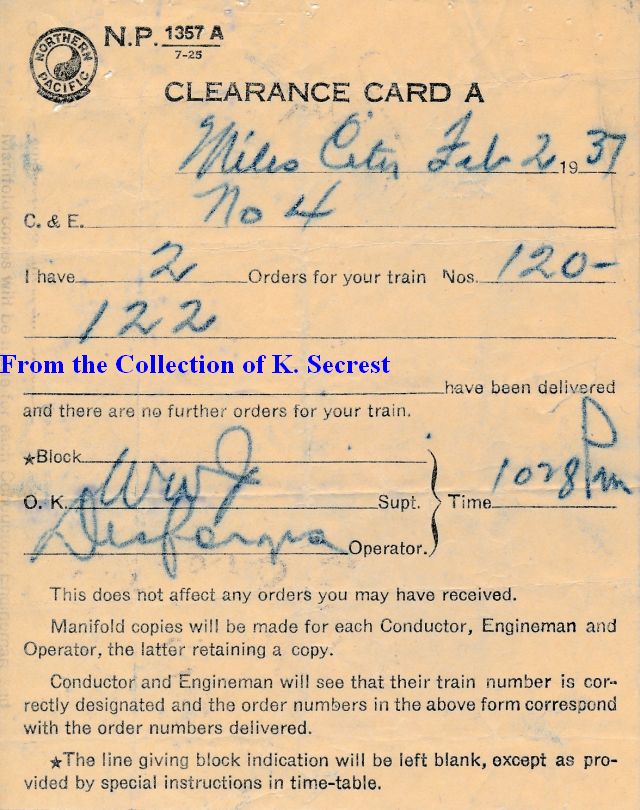 NORTHERN PACIFIC
N.P. 1357 A
7-25
CLEARANCE CARD A
Miles City Feb 2 1937
C. & E. No 4
I have 2 Orders for your train Nos. 120-
122
From the Collection of K. Secrest
have been delivered
and there are no further orders for your train.
★Block
O. K. WWJ Supt. Time 1028 Pm
Operator.
This does not affect any orders you may have received.
Manifold copies will be made for each Conductor, Engineman and
Operator, the latter retaining a copy.
Conductor and Engineman will see that their train number is cor-
rectly designated and the order numbers in the above form correspond
with the order numbers delivered.
★The line giving block indication will be left blank, except as pro-
vided by special instructions in time-table.